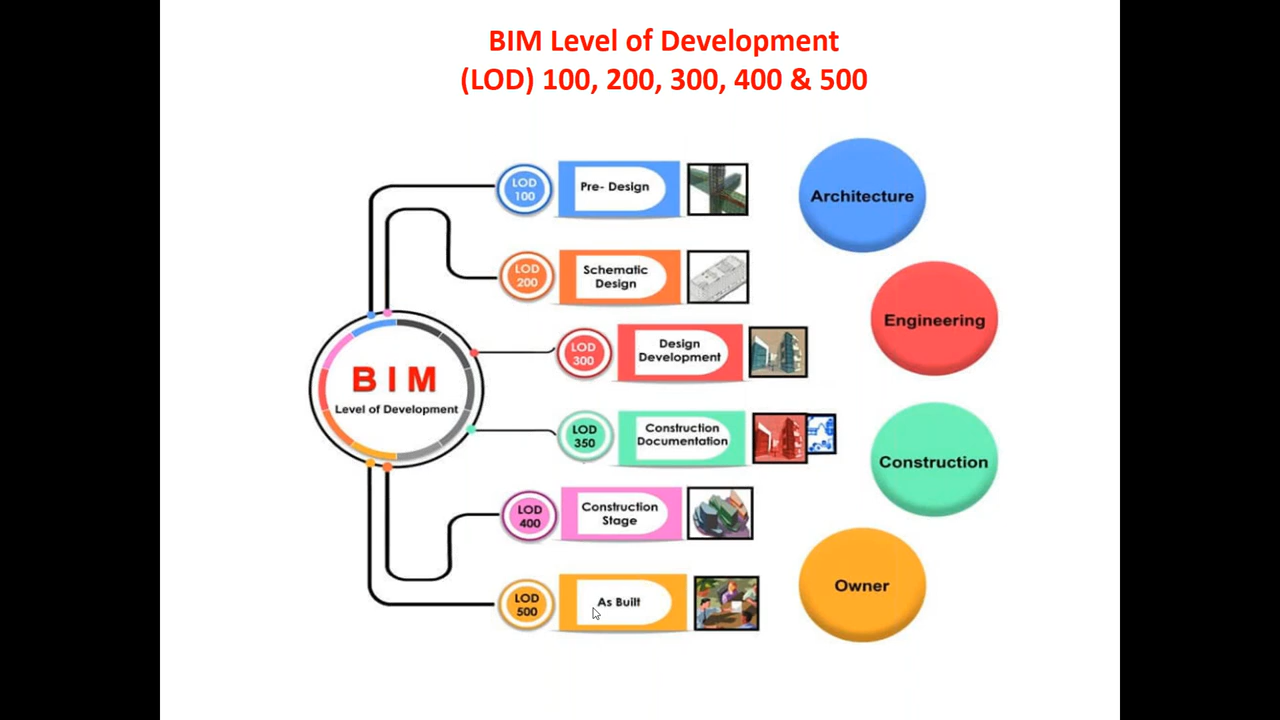 BIM Level of Development
(LOD) 100, 200, 300, 400 & 500
LOD
100
Pre- Design
Architecture
LOD
200
Schematic
Design
Engineering
LOD
300
Design
Development
BIM
Level of Development
LOD
350
Construction
Documentation
Construction
LOD
400
Construction
Stage
LOD
500
As Built
Owner